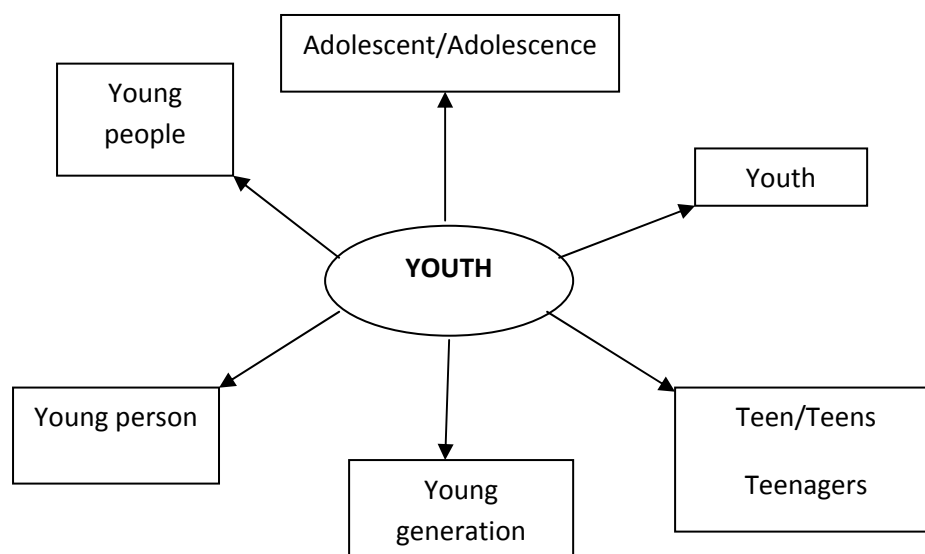 Adolescent/Adolescence
Young
people
Youth
YOUTH
Young person
Teen/Teens
Teenagers
Young
generation